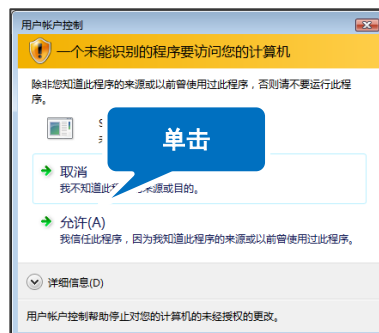 用户帐户控制
一个未能识别的程序要访问您的计算机
除非您知道此程序的来源或以前曾使用过此程序，否则请不要运行此程
序。
单击
取消
我不知道此程序的来源或目的。
允许(A)
我信任此程序，因为我知道此程序的来源或以前曾使用过此程序。
详细信息(D)
用户帐户控制帮助停止对您的计算机的未经授权的更改。